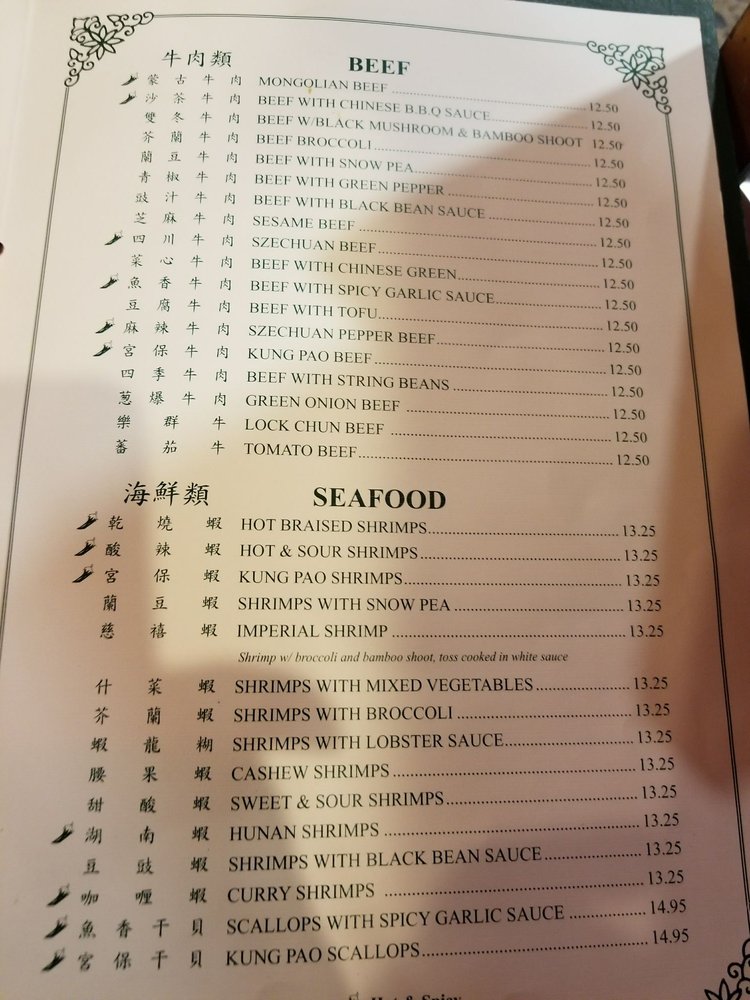 牛肉類 BEEF
蒙古牛肉 MONGOLIAN BEEF 12.50
沙茶牛肉 BEEF WITH CHINESE B.B.Q SAUCE 12.50
雙冬牛肉 BEEF W/BLACK MUSHROOM & BAMBOO SHOOT 12.50
芥蘭牛肉 BEEF BROCCOLI 12.50
蘭豆牛肉 BEEF WITH SNOW PEA 12.50
青椒牛肉 BEEF WITH GREEN PEPPER 12.50
豉汁牛肉 BEEF WITH BLACK BEAN SAUCE 12.50
芝麻牛肉 SESAME BEEF 12.50
四川牛肉 SZECHUAN BEEF 12.50
菜心牛肉 BEEF WITH CHINESE GREEN 12.50
魚香牛肉 BEEF WITH SPICY GARLIC SAUCE 12.50
豆腐牛肉 BEEF WITH TOFU 12.50
麻辣牛肉 SZECHUAN PEPPER BEEF 12.50
宮保牛肉 KUNG PAO BEEF 12.50
四季牛肉 BEEF WITH STRING BEANS 12.50
葱爆牛肉 GREEN ONION BEEF 12.50
樂群牛 LOCK CHUN BEEF 12.50
蕃茄牛 TOMATO BEEF 12.50
海鮮類 SEAFOOD
乾燒蝦 HOT BRAISED SHRIMPS 13.25
酸辣蝦 HOT & SOUR SHRIMPS 13.25
宮保蝦 KUNG PAO SHRIMPS 13.25
蘭豆蝦 SHRIMPS WITH SNOW PEA 13.25
慈禧蝦 IMPERIAL SHRIMP 13.25
Shrimp w/ broccoli and bamboo shoot, toss cooked in white sauce
什菜蝦 SHRIMPS WITH MIXED VEGETABLES 13.25
芥蘭蝦 SHRIMPS WITH BROCCOLI 13.25
蝦龍糊 SHRIMPS WITH LOBSTER SAUCE 13.25
腰果蝦 CASHEW SHRIMPS 13.25
甜酸蝦 SWEET & SOUR SHRIMPS 13.25
湖南蝦 HUNAN SHRIMPS 13.25
豆豉蝦 SHRIMPS WITH BLACK BEAN SAUCE 13.25
咖喱蝦 CURRY SHRIMPS 13.25
魚香干貝 SCALLOPS WITH SPICY GARLIC SAUCE 14.95
宮保干貝 KUNG PAO SCALLOPS 14.95
Hot & Spicy